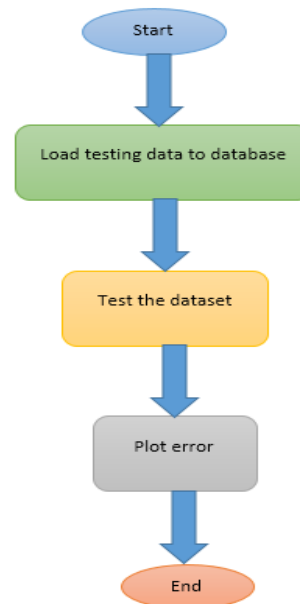 Start
Load testing data to database
Test the dataset
Plot error
End